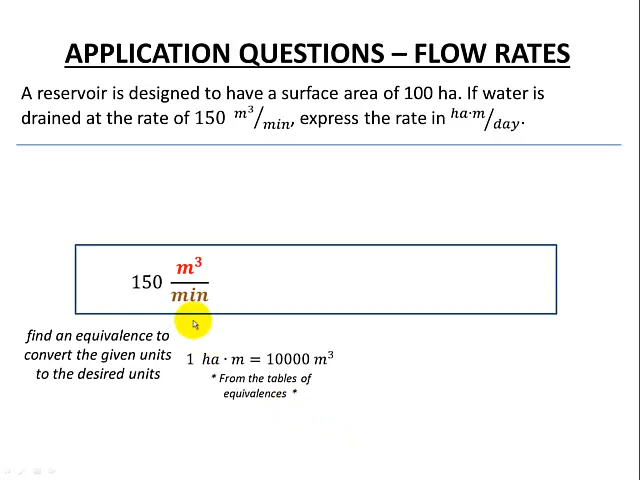 APPLICATION QUESTIONS – FLOW RATES
A reservoir is designed to have a surface area of 100 ha. If water is
drained at the rate of 150 m³/min, express the rate in ha·m/day.
150 m³/min
find an equivalence to
convert the given units
to the desired units
1 ha · m = 10000 m³
* From the tables of
equivalences *